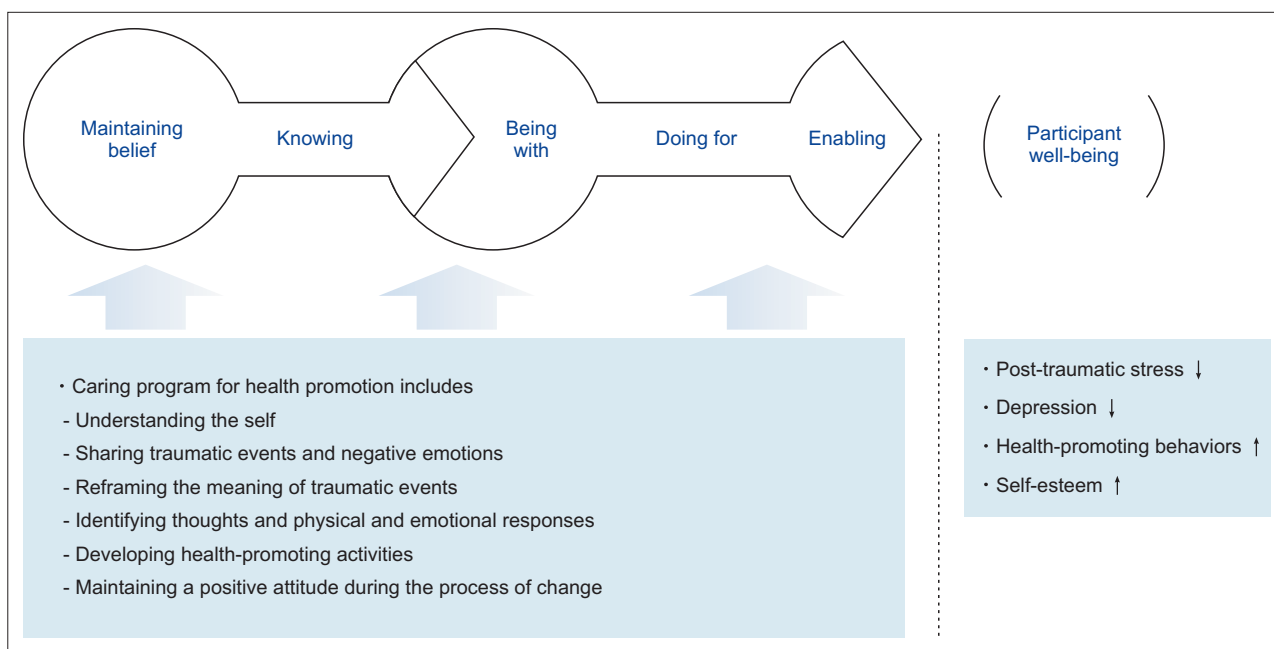 Maintaining
belief
Knowing
Being
with
Doing for
Enabling
Participant
well-being
・Caring program for health promotion includes
- Understanding the self
- Sharing traumatic events and negative emotions
- Reframing the meaning of traumatic events
- Identifying thoughts and physical and emotional responses
- Developing health-promoting activities
- Maintaining a positive attitude during the process of change
・Post-traumatic stress ↓
・Depression ↓
・Health-promoting behaviors ↑
・Self-esteem ↑